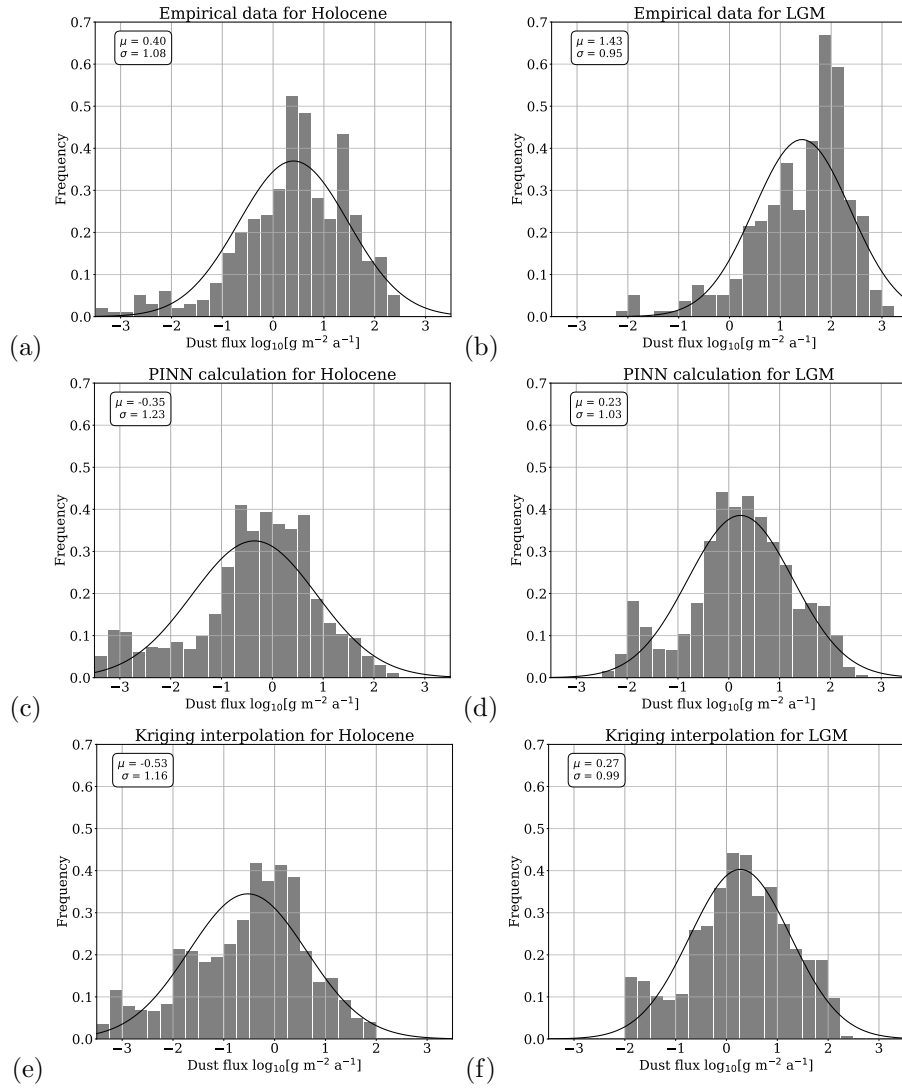 Empirical data for Holocene
μ = 0.40
σ = 1.08
0.7
0.6
0.5
0.4
0.3
0.2
0.1
0.0
Frequency
−3 −2 −1 0 1 2 3
Dust flux log10[g m−2 a−1]
(a)
Empirical data for LGM
μ = 1.43
σ = 0.95
0.7
0.6
0.5
0.4
0.3
0.2
0.1
0.0
Frequency
−3 −2 −1 0 1 2 3
Dust flux log10[g m−2 a−1]
(b)
PINN calculation for Holocene
μ = -0.35
σ = 1.23
0.7
0.6
0.5
0.4
0.3
0.2
0.1
0.0
Frequency
−3 −2 −1 0 1 2 3
Dust flux log10[g m−2 a−1]
(c)
PINN calculation for LGM
μ = 0.23
σ = 1.03
0.7
0.6
0.5
0.4
0.3
0.2
0.1
0.0
Frequency
−3 −2 −1 0 1 2 3
Dust flux log10[g m−2 a−1]
(d)
Kriging interpolation for Holocene
μ = -0.53
σ = 1.16
0.7
0.6
0.5
0.4
0.3
0.2
0.1
0.0
Frequency
−3 −2 −1 0 1 2 3
Dust flux log10[g m−2 a−1]
(e)
Kriging interpolation for LGM
μ = 0.27
σ = 0.99
0.7
0.6
0.5
0.4
0.3
0.2
0.1
0.0
Frequency
−3 −2 −1 0 1 2 3
Dust flux log10[g m−2 a−1]
(f)